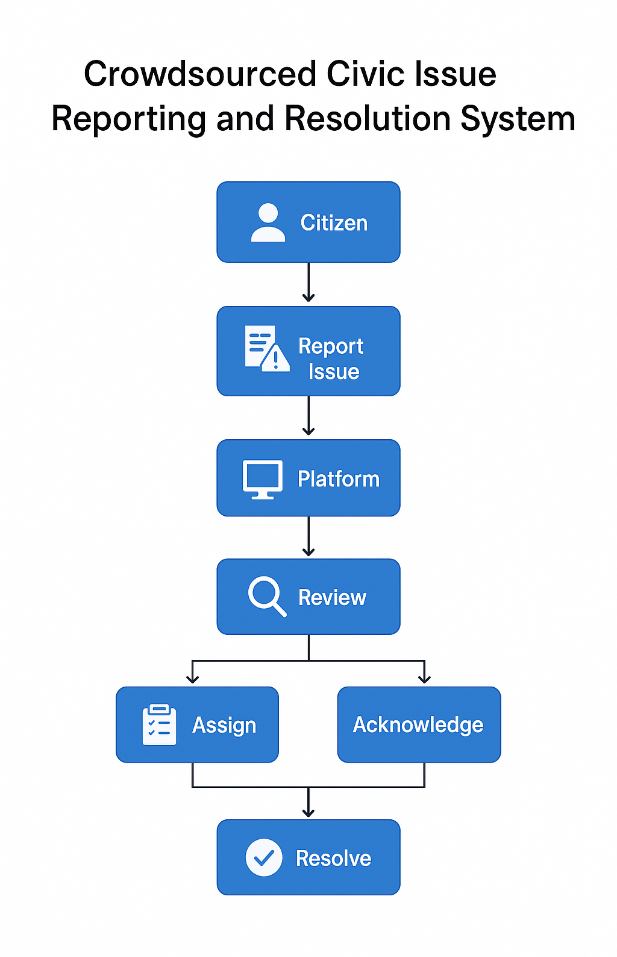 Crowdsourced Civic Issue
Reporting and Resolution System
Citizen
Report
Issue
Platform
Review
Assign
Acknowledge
Resolve